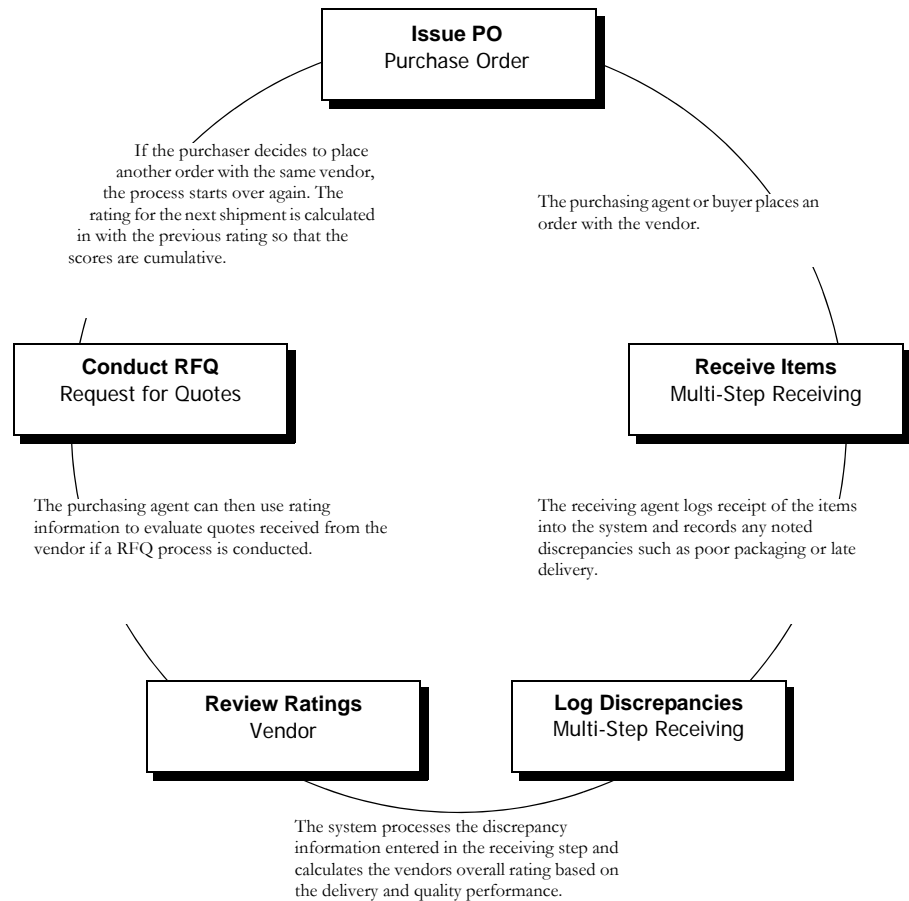 Issue PO
Purchase Order
If the purchaser decides to place
another order with the same vendor,
the process starts over again. The
rating for the next shipment is calculated
in with the previous rating so that the
scores are cumulative.
The purchasing agent or buyer places an
order with the vendor.
Conduct RFQ
Request for Quotes
Receive Items
Multi-Step Receiving
The purchasing agent can then use rating
information to evaluate quotes received from the
vendor if a RFQ process is conducted.
The receiving agent logs receipt of the items
into the system and records any noted
discrepancies such as poor packaging or late
delivery.
Review Ratings
Vendor
Log Discrepancies
Multi-Step Receiving
The system processes the discrepancy
information entered in the receiving step and
calculates the vendors overall rating based on
the delivery and quality performance.